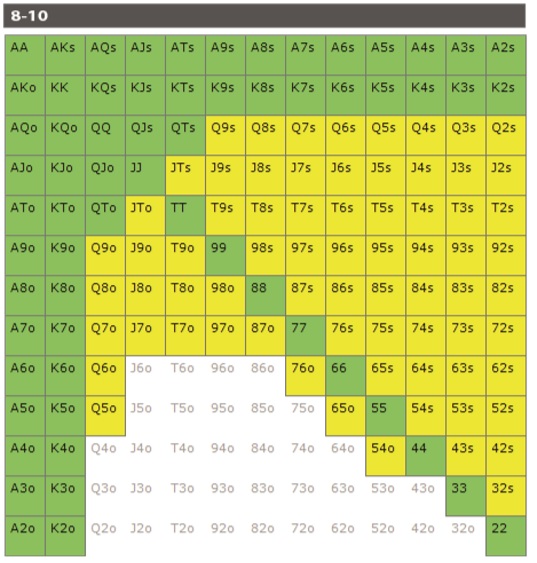 8-10
AA AKs AQs AJs ATs A9s A8s A7s A6s A5s A4s A3s A2s
AKo KK KQs KJs KTs K9s K8s K7s K6s K5s K4s K3s K2s
AQo KQo QQ QJs QTs Q9s Q8s Q7s Q6s Q5s Q4s Q3s Q2s
AJo KJo QJo JJ JTs J9s J8s J7s J6s J5s J4s J3s J2s
ATo KTo QTo JTo TT T9s T8s T7s T6s T5s T4s T3s T2s
A9o K9o Q9o J9o T9o 99 98s 97s 96s 95s 94s 93s 92s
A8o K8o Q8o J8o T8o 98o 88 87s 86s 85s 84s 83s 82s
A7o K7o Q7o J7o T7o 97o 87o 77 76s 75s 74s 73s 72s
A6o K6o Q6o J6o T6o 96o 86o 76o 66 65s 64s 63s 62s
A5o K5o Q5o J5o T5o 95o 85o 75o 65o 55 54s 53s 52s
A4o K4o Q4o J4o T4o 94o 84o 74o 64o 54o 44 43s 42s
A3o K3o Q3o J3o T3o 93o 83o 73o 63o 53o 43o 33 32s
A2o K2o Q2o J2o T2o 92o 82o 72o 62o 52o 42o 32o 22